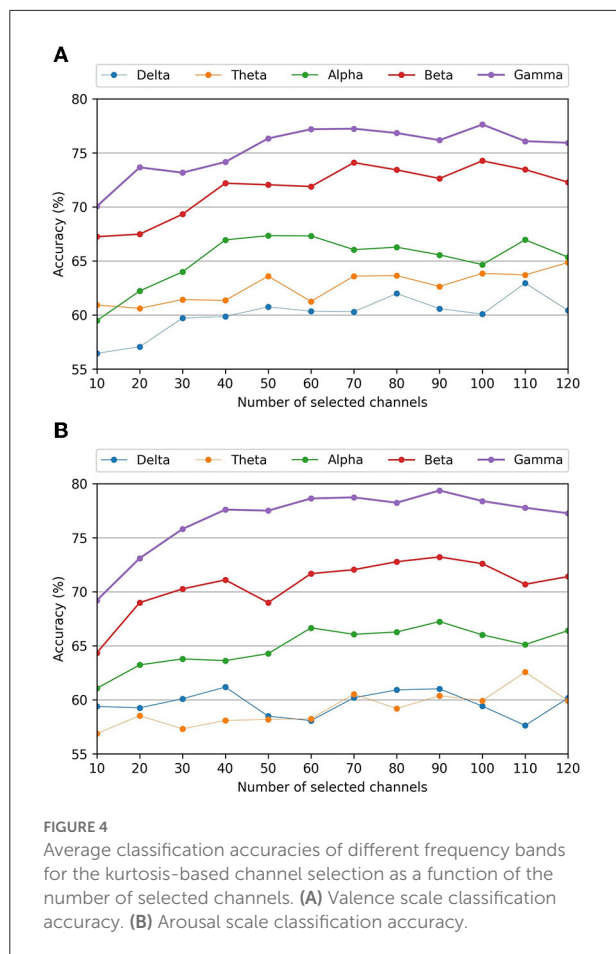 A
Delta Theta Alpha Beta Gamma
80
75
70
65
60
55
Accuracy (%)
10 20 30 40 50 60 70 80 90 100 110 120
Number of selected channels
B
Delta Theta Alpha Beta Gamma
80
75
70
65
60
55
Accuracy (%)
10 20 30 40 50 60 70 80 90 100 110 120
Number of selected channels
FIGURE 4
Average classification accuracies of different frequency bands
for the kurtosis-based channel selection as a function of the
number of selected channels. (A) Valence scale classification
accuracy. (B) Arousal scale classification accuracy.